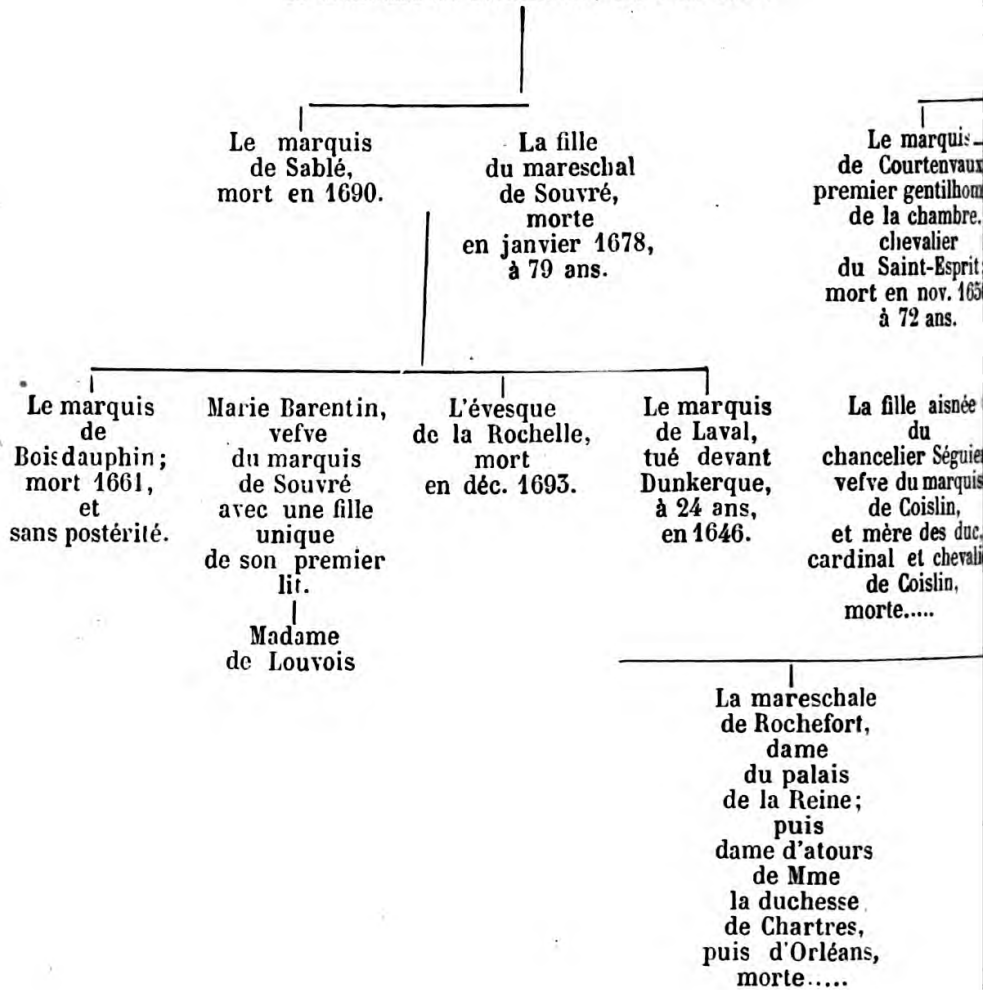 Le marquis
de Sablé,
mort en 1690.
La fille
du mareschal
de Souvré,
morte
en janvier 1678,
à 79 ans.
Le marquis
de Courtenvaux
premier gentilhom
de la chambre.
chevalier
du Saint-Esprit;
mort en nov. 165
à 72 ans.
Le marquis
de
Boisdauphin;
mort 1661,
et
sans postérité.
Marie Barentin,
vefve
du marquis
de Souvré
avec une fille
unique
de son premier
lit.
Madame
de Louvois
L'évesque
de la Rochelle,
mort
en déc. 1693.
Le marquis
de Laval,
tué devant
Dunkerque,
à 24 ans,
en 1646.
La fille aisnée
du
chancelier Séguier
vefve du marquis
de Coislin,
et mère des duc,
cardinal et chevali
de Coislin,
morte.....
La mareschale
de Rochefort,
dame
du palais
de la Reine;
puis
dame d'atours
de Mme
la duchesse
de Chartres,
puis d'Orléans,
morte.....